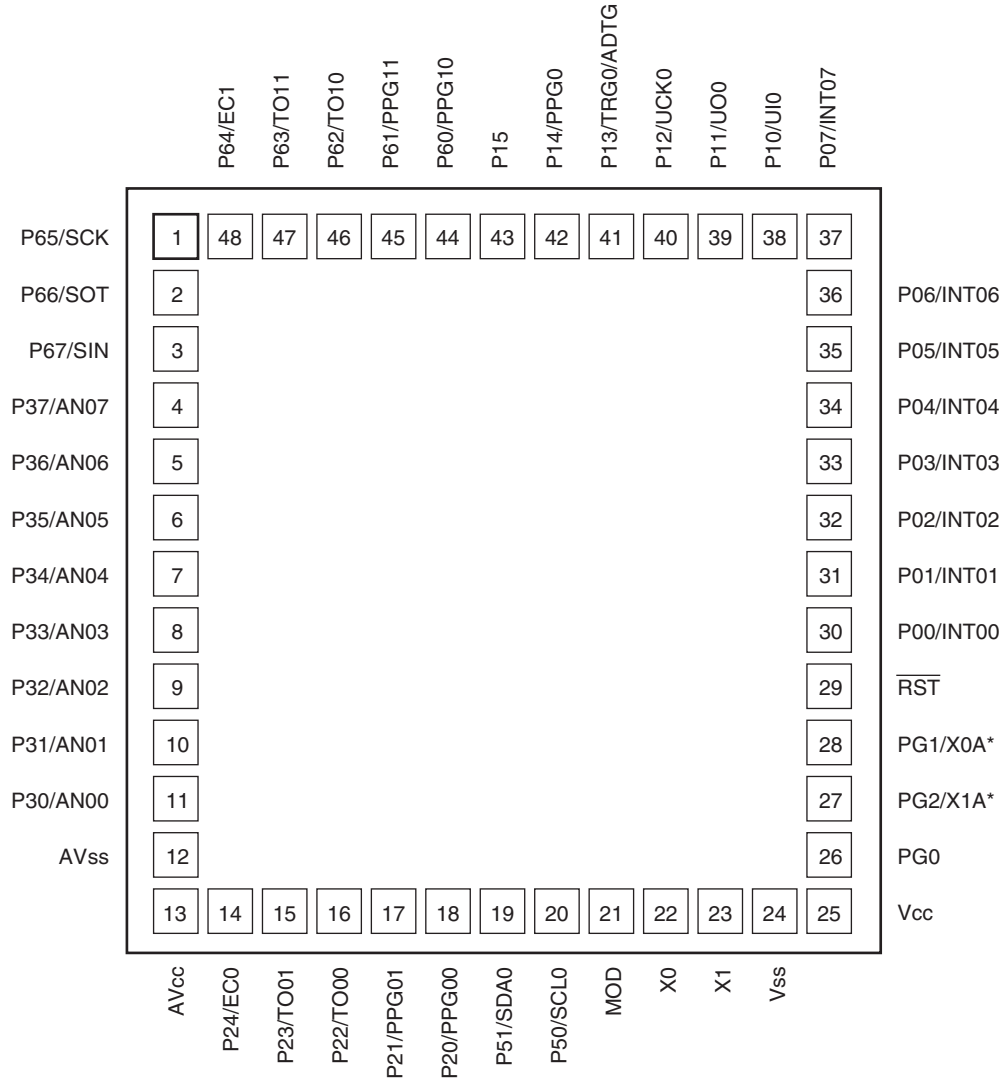 P64/EC1
P63/TO11
P62/TO10
P61/PPG11
P60/PPG10
P15
P14/PPG0
P13/TRG0/ADTG
P12/UCK0
P11/UO0
P10/UI0
P07/INT07
P65/SCK 1 48 47 46 45 44 43 42 41 40 39 38 37
P66/SOT 2 36 P06/INT06
P67/SIN 3 35 P05/INT05
P37/AN07 4 34 P04/INT04
P36/AN06 5 33 P03/INT03
P35/AN05 6 32 P02/INT02
P34/AN04 7 31 P01/INT01
P33/AN03 8 30 P00/INT00
P32/AN02 9 29 RST
P31/AN01 10 28 PG1/X0A*
P30/AN00 11 27 PG2/X1A*
AVss 12 26 PG0
13 14 15 16 17 18 19 20 21 22 23 24 25 Vcc
AVcc
P24/EC0
P23/TO01
P22/TO00
P21/PPG01
P20/PPG00
P51/SDA0
P50/SCL0
MOD
X0
X1
Vss